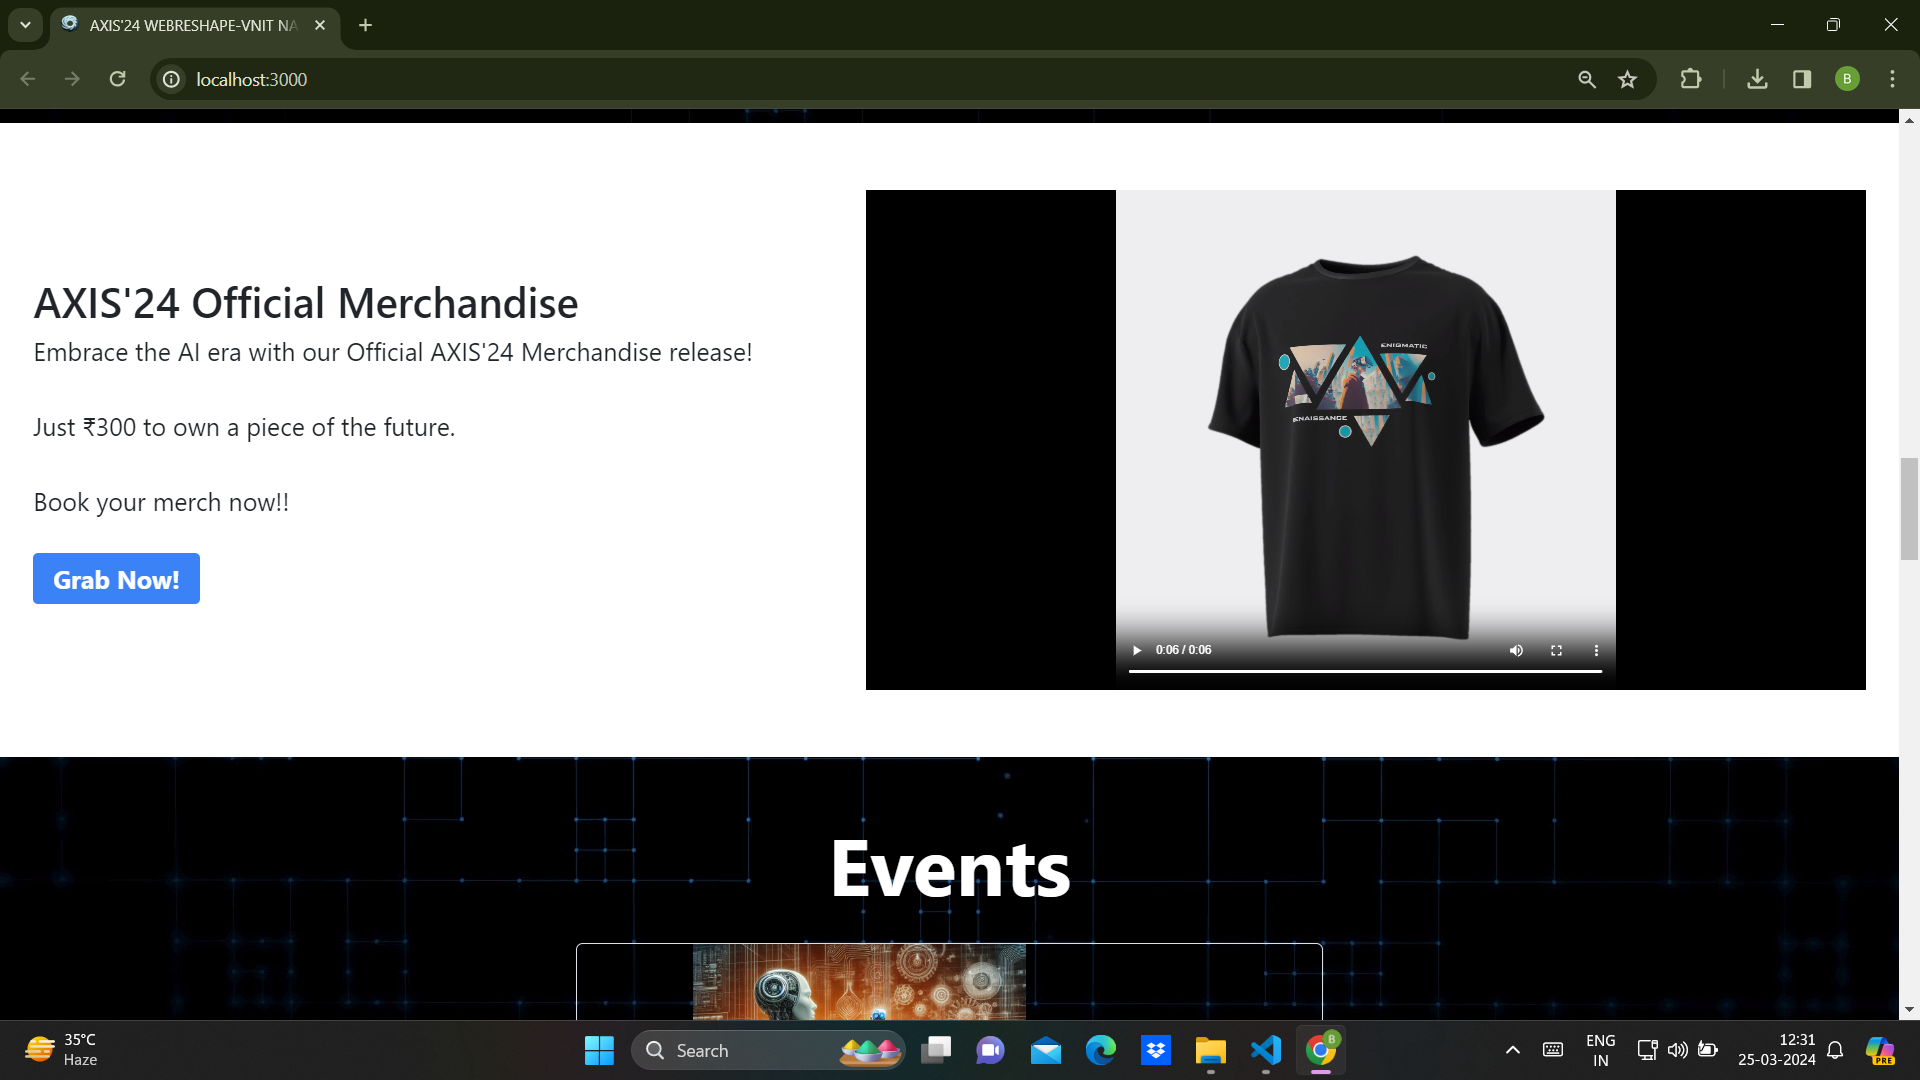 AXIS'24 WEBRESHAPE-VNIT NA
localhost:3000
B
AXIS'24 Official Merchandise
Embrace the AI era with our Official AXIS'24 Merchandise release!
Just ₹300 to own a piece of the future.
Book your merch now!!
Grab Now!
ENIGMATIC
ENAISSANCE
0:06 / 0:06
Events
35°C
Haze
Search
B
ENG
IN
12:31
25-03-2024
PRE